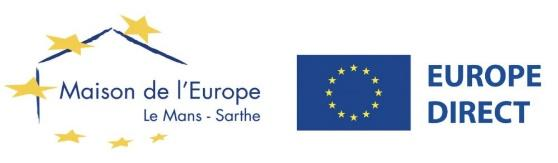 Maison de l'Europe
Le Mans - Sarthe
EUROPE
DIRECT